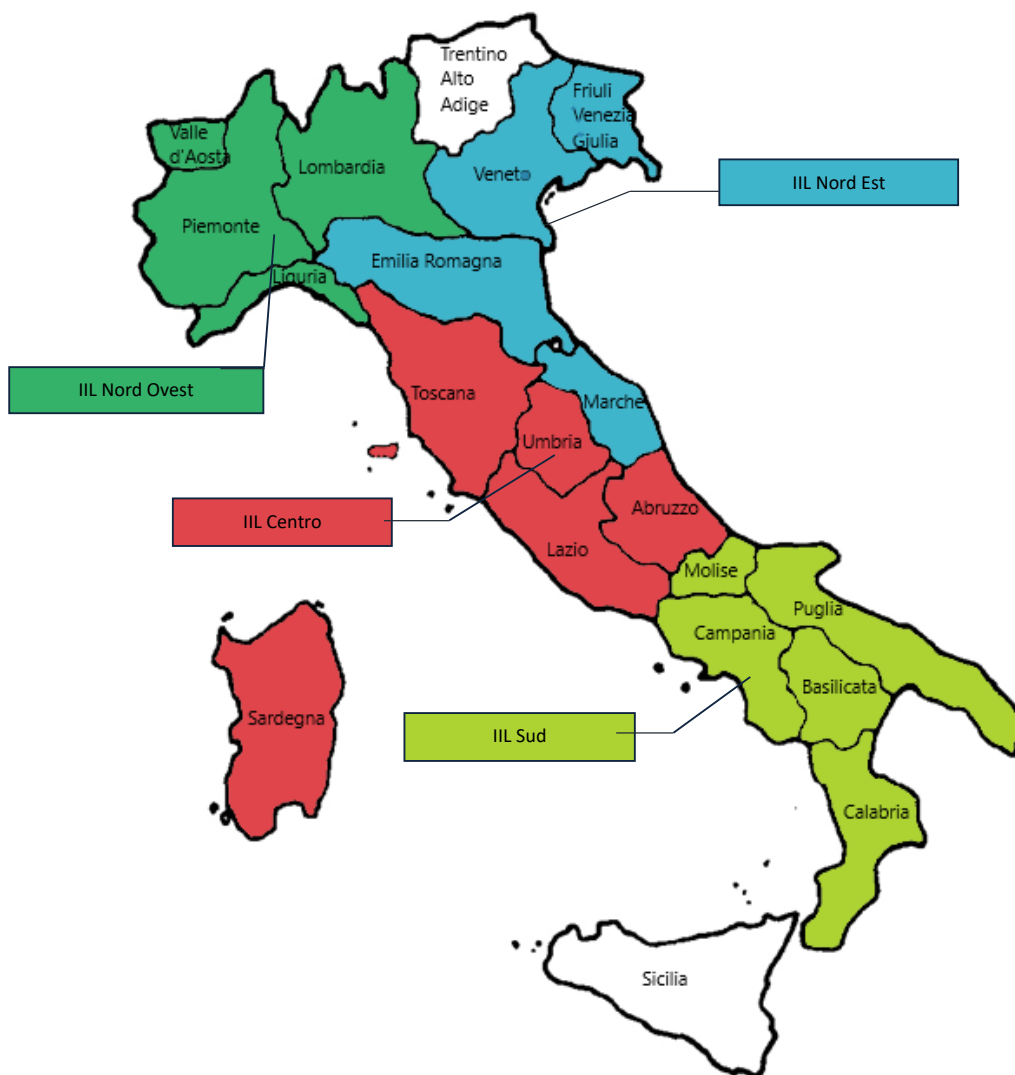 Trentino
Alto
Adige
Friuli
Venezia
Giulia
Valle
d'Aosta
Lombardia
Veneto
IIL Nord Est
Piemonte
Emilia Romagna
Liguria
IIL Nord Ovest
Toscana
Marche
Umbria
IIL Centro
Abruzzo
Lazio
Molise
Puglia
Campania
Basilicata
Sardegna
IIL Sud
Calabria
Sicilia